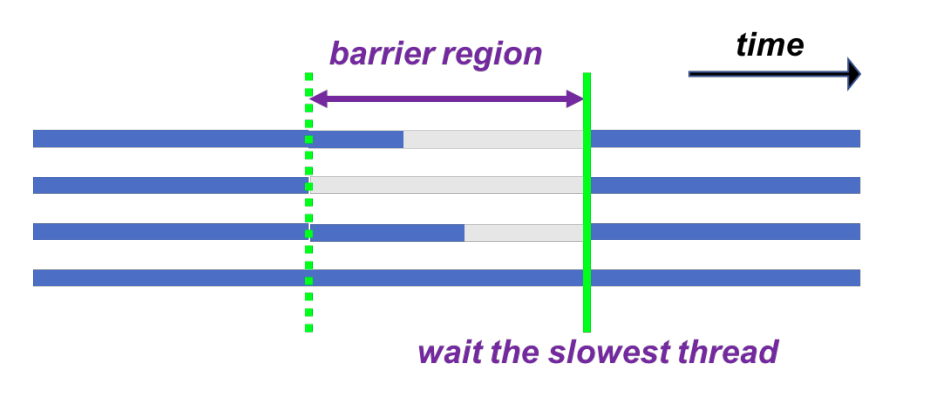 time
barrier region
wait the slowest thread